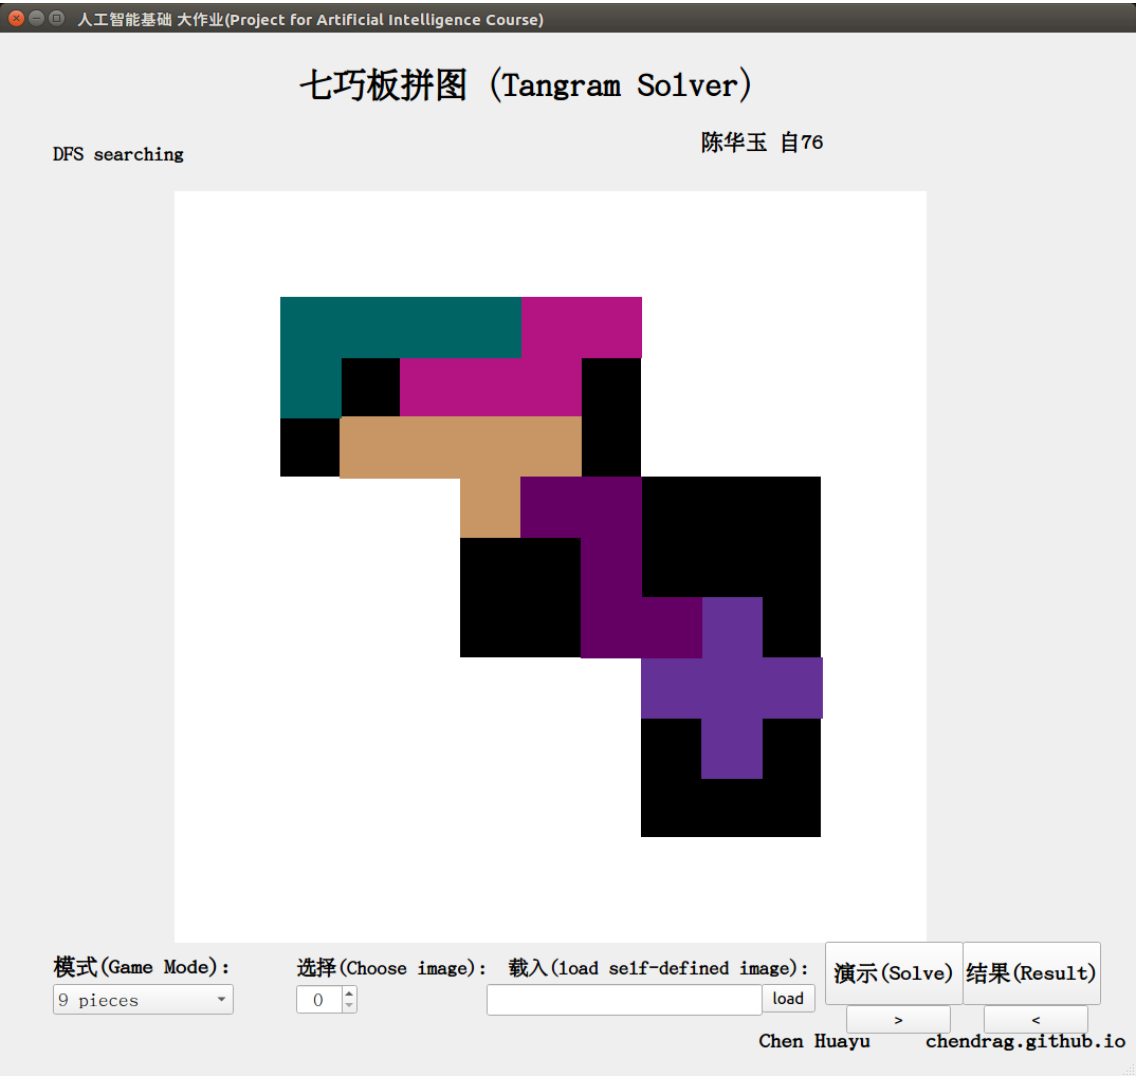 人工智能基础 大作业(Project for Artificial Intelligence Course)
七巧板拼图 (Tangram Solver)
陈华玉 自76
DFS searching
模式(Game Mode):
选择(Choose image):
载入(load self-defined image):
演示(Solve)
结果(Result)
9 pieces
0
load
>
<
Chen Huayu
chendrag.github.io